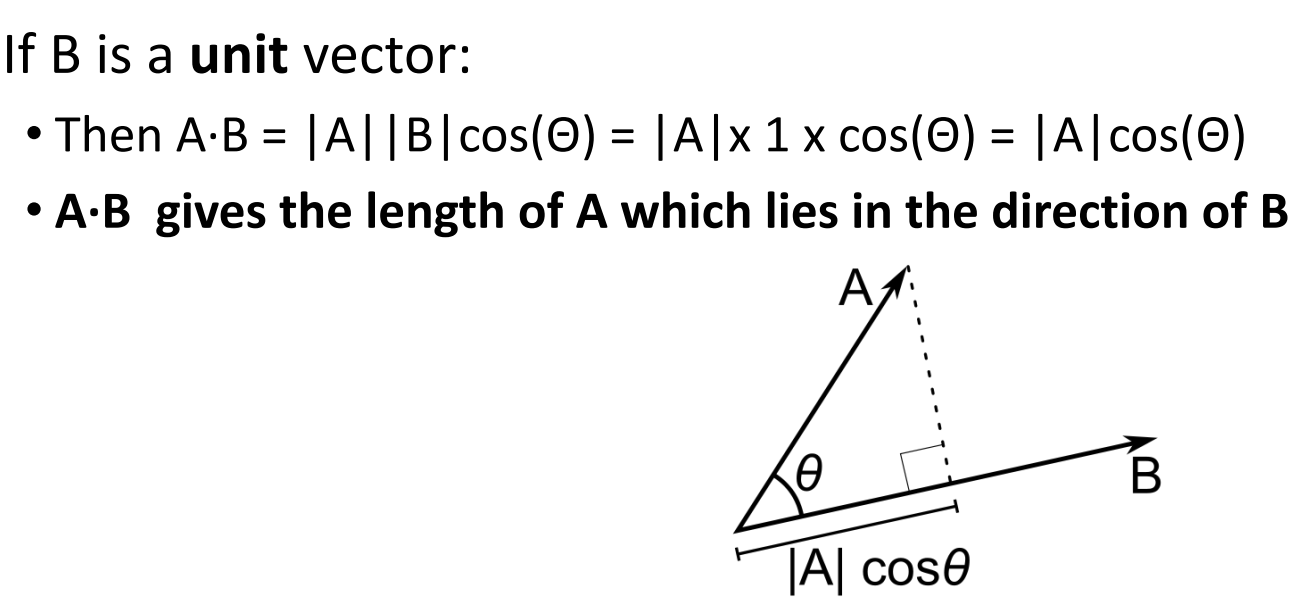 If B is a unit vector:
• Then A·B = |A||B|cos(Θ) = |A|x 1 x cos(Θ) = |A|cos(Θ)
• A·B gives the length of A which lies in the direction of B
A
θ
B
|A| cosθ